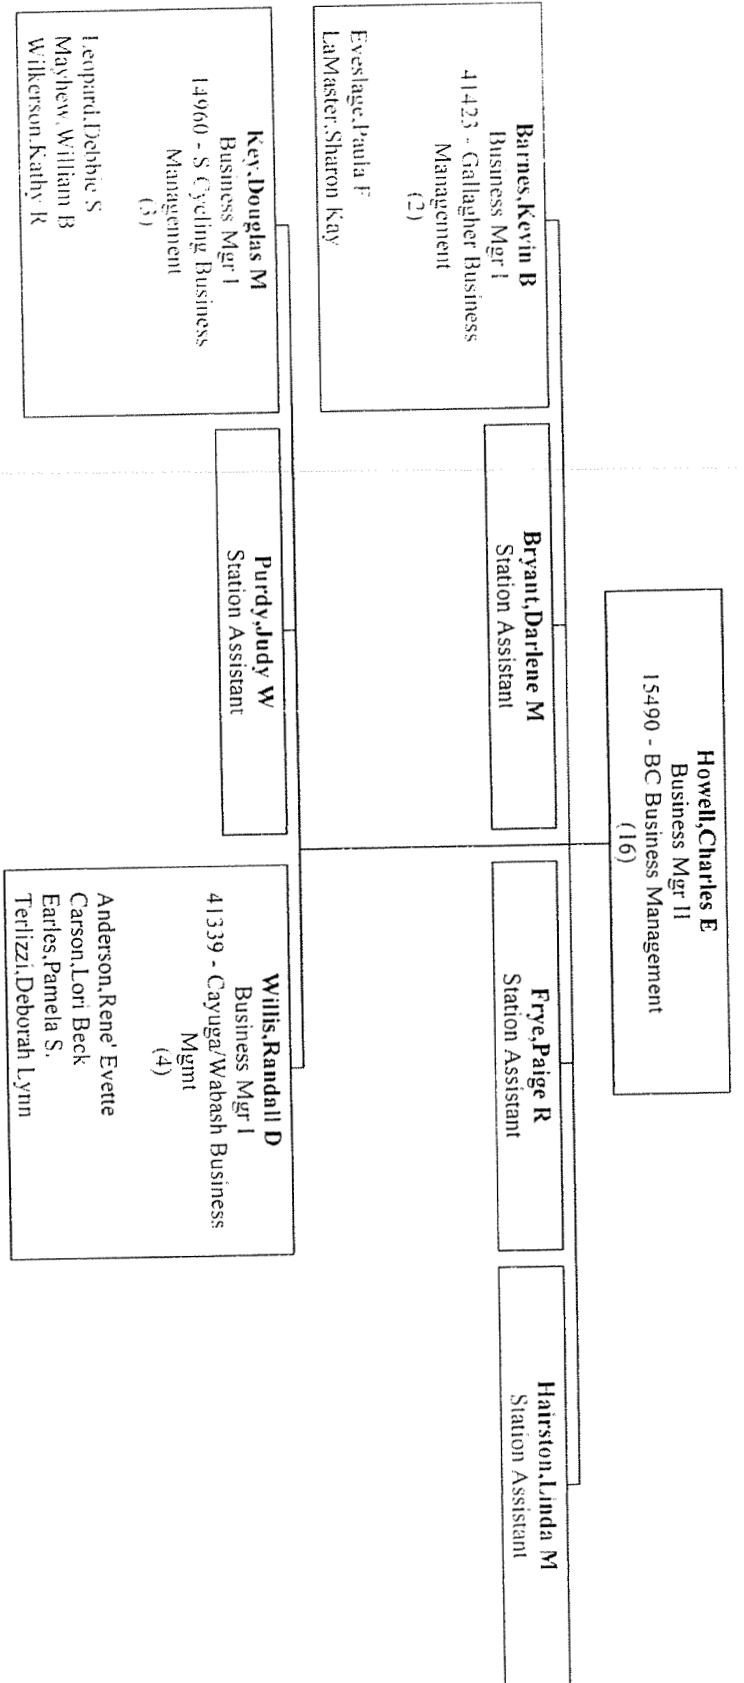 Howell,Charles E
Business Mgr II
15490 - BC Business Management
(16)
Barnes,Kevin B
Business Mgr I
41423 - Gallagher Business
Management
(2)
Eveslage,Paula F
LaMaster,Sharon Kay
Bryant,Darlene M
Station Assistant
Frye,Paige R
Station Assistant
Hairston,Linda M
Station Assistant
Key,Douglas M
Business Mgr I
14960 - S Cycling Business
Management
(3)
Leopard,Debbie S
Mayhew,William B
Wilkerson,Kathy R
Purdy,Judy W
Station Assistant
Willis,Randall D
Business Mgr I
41339 - Cayuga/Wabash Business
Mgmt
(4)
Anderson,Rene' Evette
Carson,Lori Beck
Earles,Pamela S.
Terlizzi,Deborah Lynn